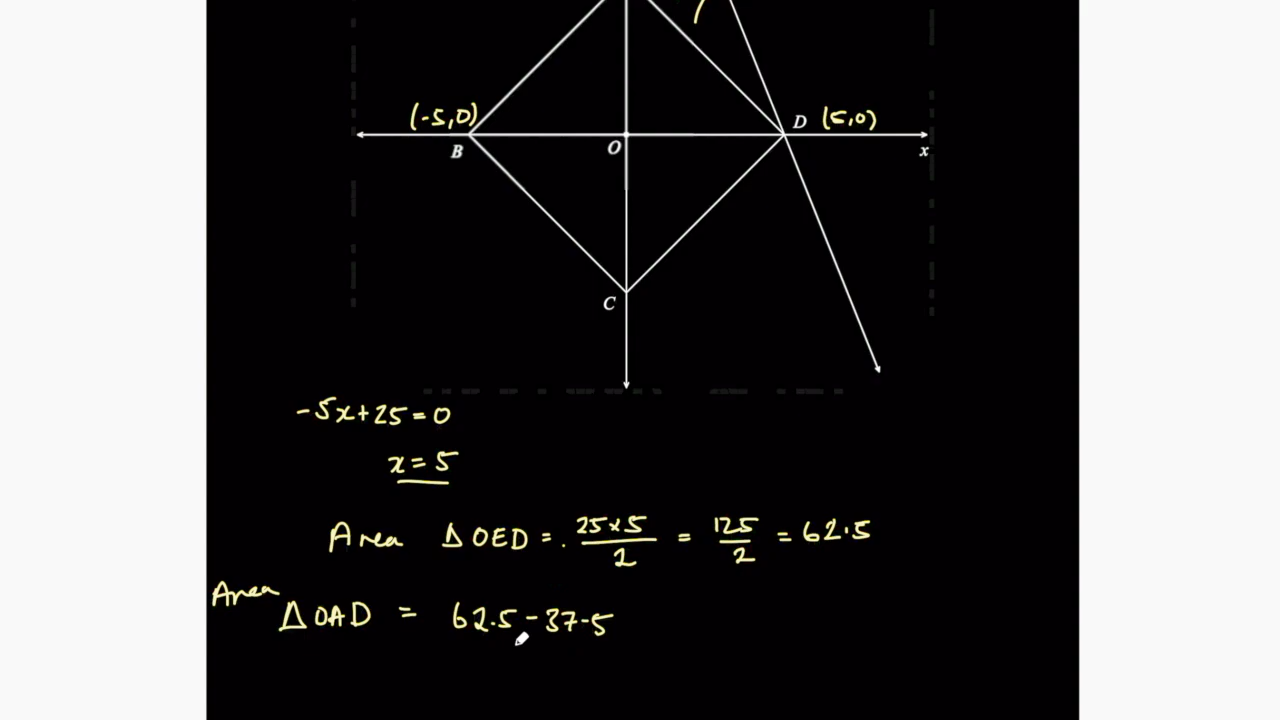 (-5,0)
D (5,0)
B
O
x
C
-5x+25=0
x=5
Area ΔOED = . 25×5/2 = 125/2 = 62.5
Area
ΔOAD = 62.5-37.5